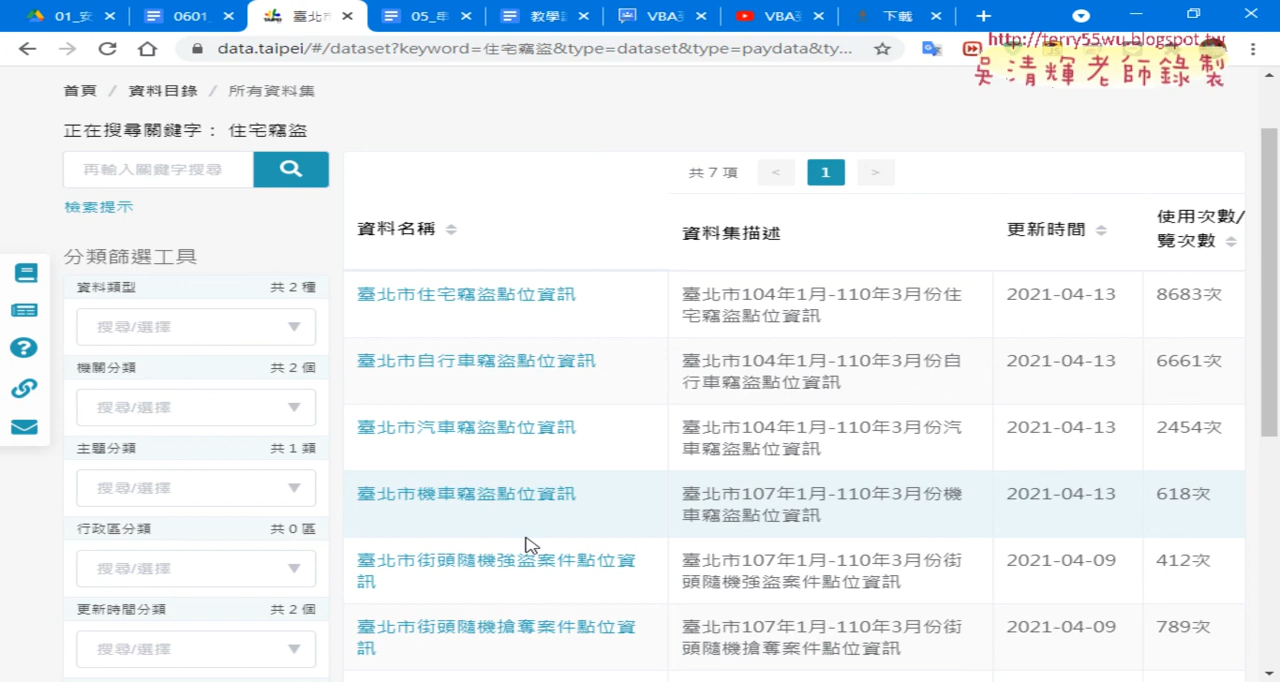 01_安
0601_
臺北市
05_串
教學
VBA
VBA
下載
data.taipei/#/dataset?keyword=住宅竊盜&type=dataset&type=paydata&ty...
http://terry55wu.blogspot.tw
吳清輝老師錄製
首頁 / 資料目錄 / 所有資料集
正在搜尋關鍵字： 住宅竊盜
再輸入關鍵字搜尋
檢索提示
共 7 項 < 1 >
資料名稱 資料集描述 更新時間 使用次數/
覽次數
分類篩選工具
資料類型 共 2 種
搜尋/選擇
機關分類 共 2 個
搜尋/選擇
主題分類 共 1 類
搜尋/選擇
行政區分類 共 0 區
搜尋/選擇
更新時間分類 共 2 個
搜尋/選擇
臺北市住宅竊盜點位資訊 臺北市104年1月-110年3月份住 2021-04-13 8683次
宅竊盜點位資訊
臺北市自行車竊盜點位資訊 臺北市104年1月-110年3月份自 2021-04-13 6661次
行車竊盜點位資訊
臺北市汽車竊盜點位資訊 臺北市104年1月-110年3月份汽 2021-04-13 2454次
車竊盜點位資訊
臺北市機車竊盜點位資訊 臺北市107年1月-110年3月份機 2021-04-13 618次
車竊盜點位資訊
臺北市街頭隨機強盜案件點位資 臺北市107年1月-110年3月份街 2021-04-09 412次
訊 頭隨機強盜案件點位資訊
臺北市街頭隨機搶奪案件點位資 臺北市107年1月-110年3月份街 2021-04-09 789次
訊 頭隨機搶奪案件點位資訊